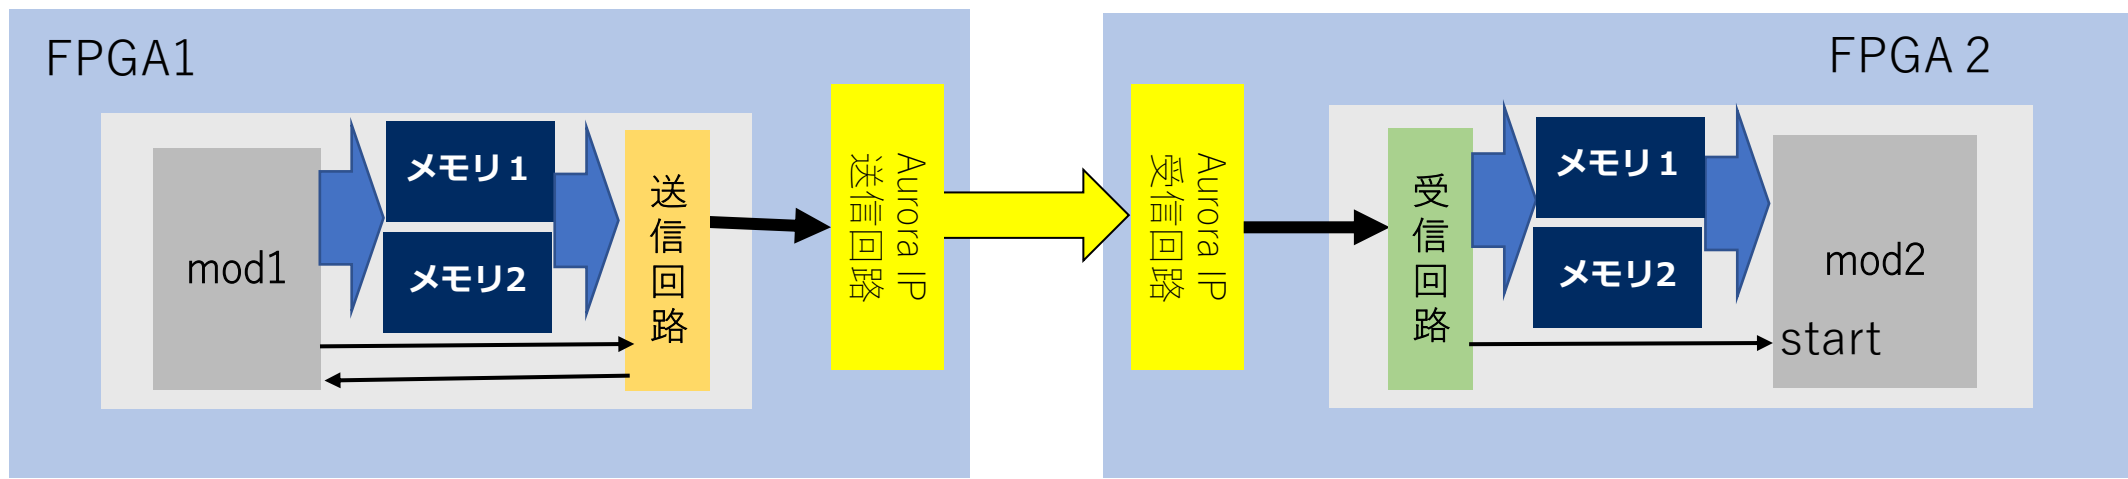 FPGA1
mod1
メモリ1
メモリ2
送信回路
Aurora IP
送信回路
FPGA 2
Aurora IP
受信回路
受信回路
メモリ1
メモリ2
mod2
start